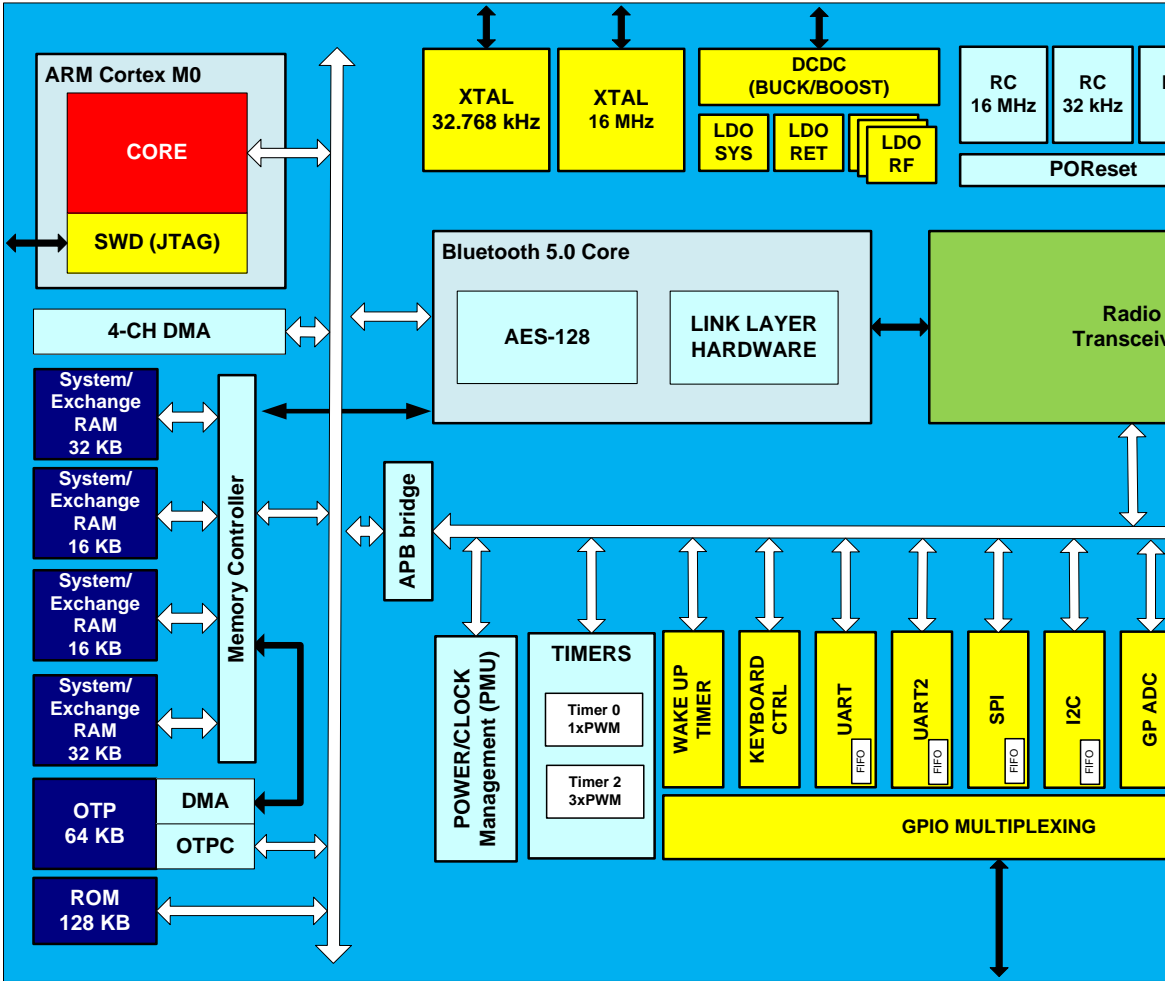 ARM Cortex M0
CORE
SWD (JTAG)
XTAL
32.768 kHz
XTAL
16 MHz
DCDC
(BUCK/BOOST)
LDO
SYS
LDO
RET
LDO
RF
RC
16 MHz
RC
32 kHz
POReset
Bluetooth 5.0 Core
AES-128
LINK LAYER
HARDWARE
Radio
Transceiv
4-CH DMA
System/
Exchange
RAM
32 KB
System/
Exchange
RAM
16 KB
System/
Exchange
RAM
16 KB
System/
Exchange
RAM
32 KB
Memory Controller
APB bridge
OTP
64 KB
DMA
OTPC
ROM
128 KB
POWER/CLOCK
Management (PMU)
TIMERS
Timer 0
1xPWM
Timer 2
3xPWM
WAKE UP
TIMER
KEYBOARD
CTRL
UART
FIFO
UART2
FIFO
SPI
FIFO
I2C
FIFO
GP ADC
GPIO MULTIPLEXING